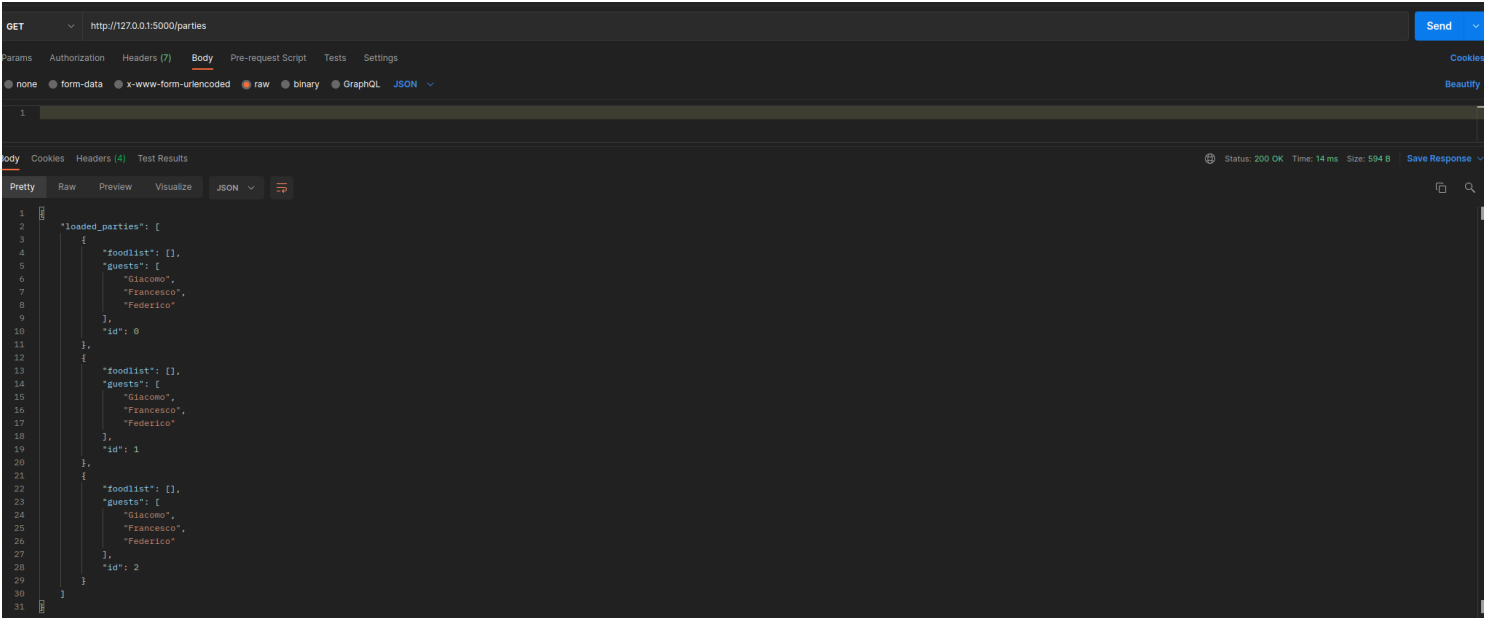 GET http://127.0.0.1:5000/parties Send
Params Authorization Headers (7) Body Pre-request Script Tests Settings Cookies
none form-data x-www-form-urlencoded raw binary GraphQL JSON Beautify
1
Body Cookies Headers (4) Test Results Status: 200 OK Time: 14 ms Size: 594 B Save Response
Pretty Raw Preview Visualize JSON
1 {
2 "loaded_parties": [
3 {
4 "foodlist": [],
5 "guests": [
6 "Giacomo",
7 "Francesco",
8 "Federico"
9 ],
10 "id": 0
11 },
12 {
13 "foodlist": [],
14 "guests": [
15 "Giacomo",
16 "Francesco",
17 "Federico"
18 ],
19 "id": 1
20 },
21 {
22 "foodlist": [],
23 "guests": [
24 "Giacomo",
25 "Francesco",
26 "Federico"
27 ],
28 "id": 2
29 }
30 ]
31 }